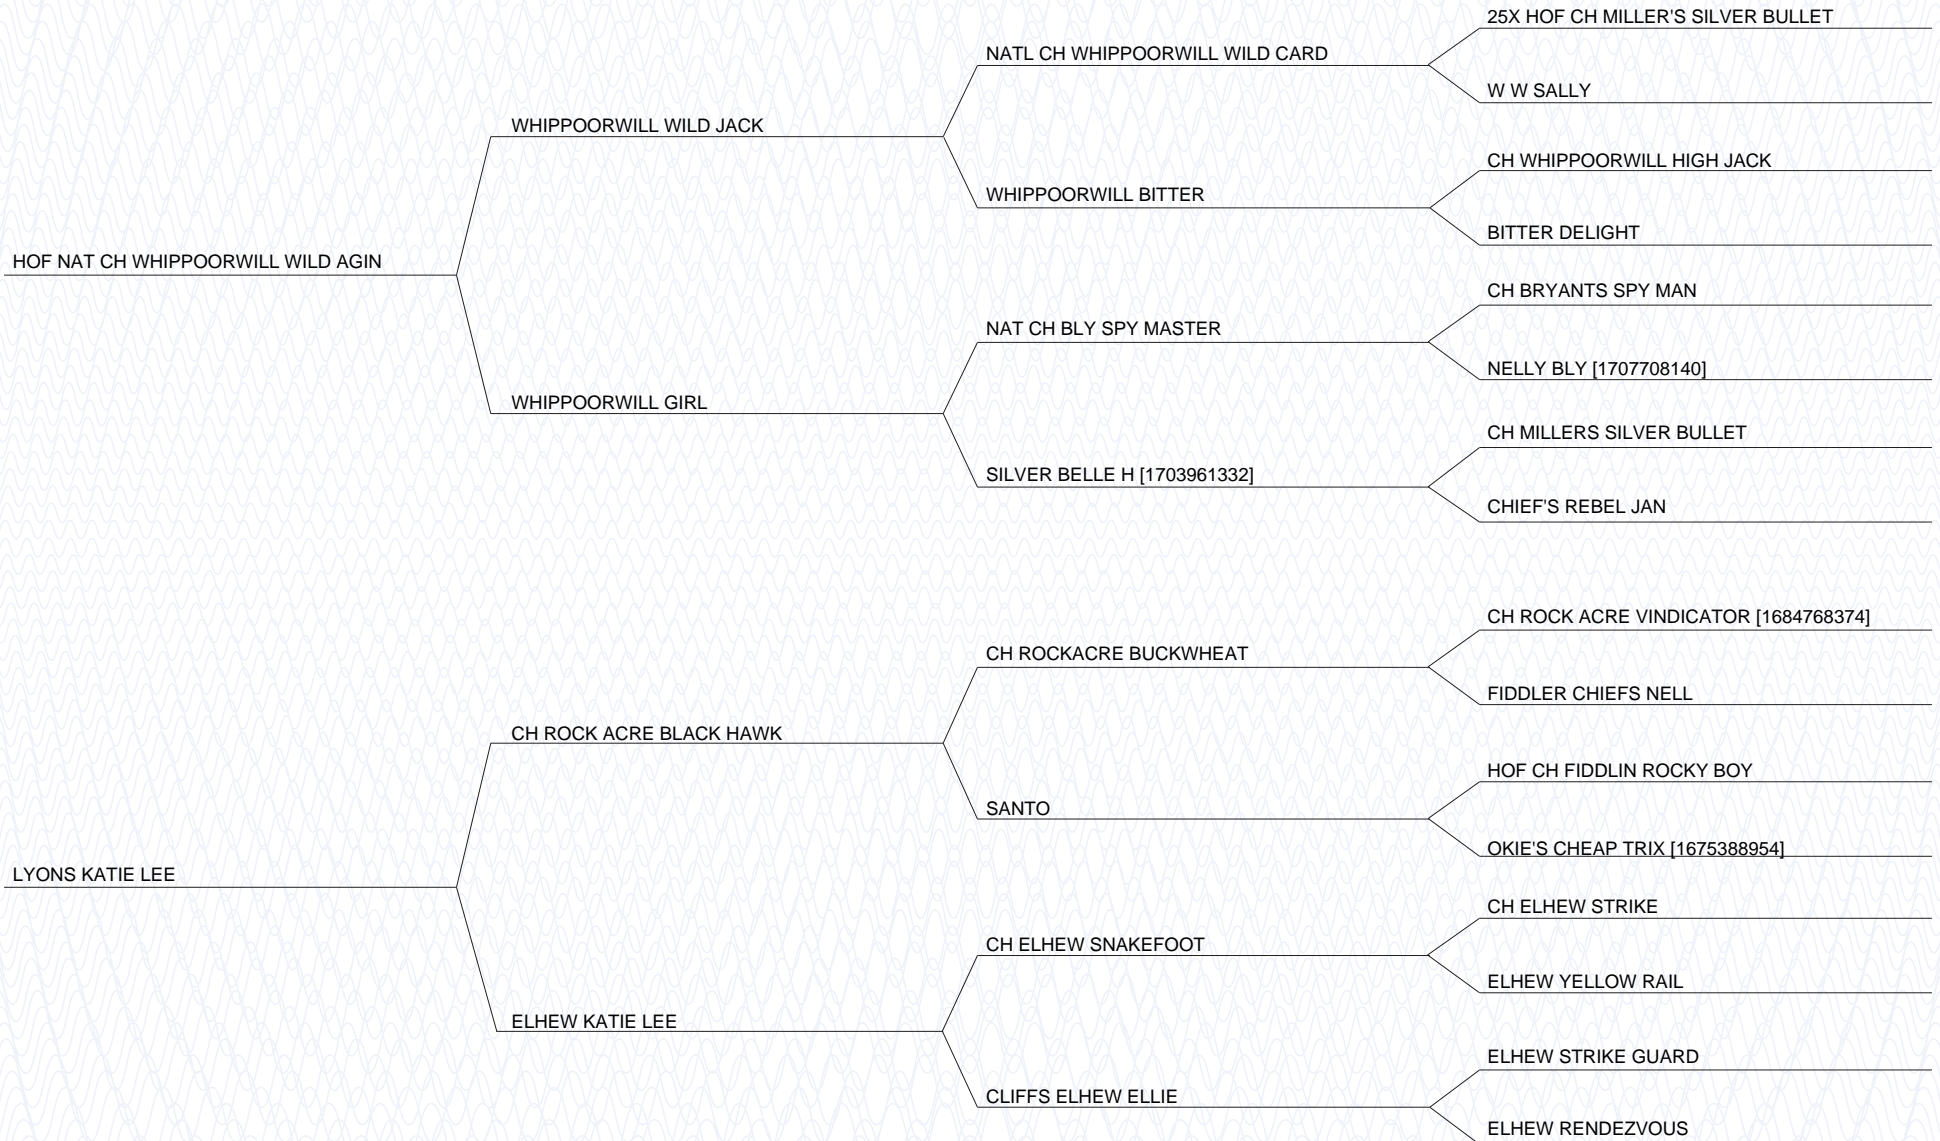 25X HOF CH MILLER'S SILVER BULLET
NATL CH WHIPPOORWILL WILD CARD
W W SALLY
WHIPPOORWILL WILD JACK
CH WHIPPOORWILL HIGH JACK
WHIPPOORWILL BITTER
BITTER DELIGHT
HOF NAT CH WHIPPOORWILL WILD AGIN
CH BRYANTS SPY MAN
NAT CH BLY SPY MASTER
NELLY BLY [1707708140]
WHIPPOORWILL GIRL
CH MILLERS SILVER BULLET
SILVER BELLE H [1703961332]
CHIEF'S REBEL JAN
CH ROCK ACRE VINDICATOR [1684768374]
CH ROCKACRE BUCKWHEAT
FIDDLER CHIEFS NELL
CH ROCK ACRE BLACK HAWK
HOF CH FIDDLIN ROCKY BOY
SANTO
OKIE'S CHEAP TRIX [1675388954]
LYONS KATIE LEE
CH ELHEW STRIKE
CH ELHEW SNAKEFOOT
ELHEW YELLOW RAIL
ELHEW KATIE LEE
ELHEW STRIKE GUARD
CLIFFS ELHEW ELLIE
ELHEW RENDEZVOUS